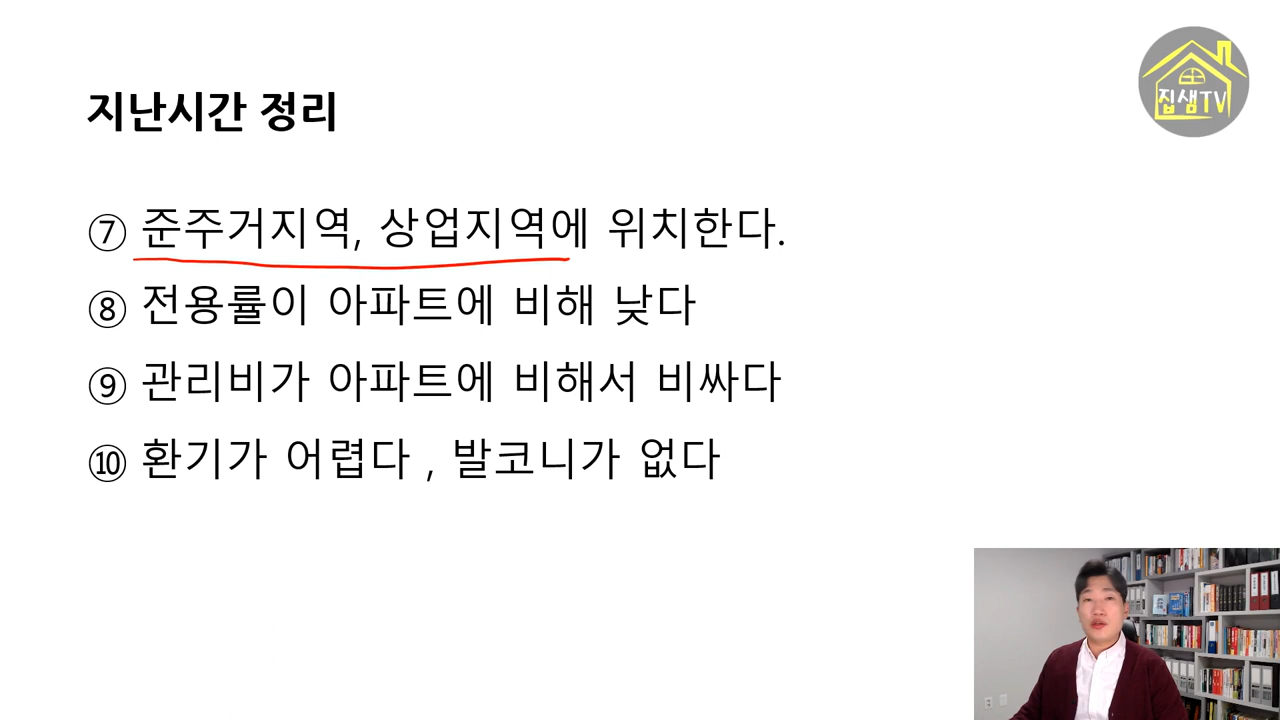 집샘TV
지난시간 정리
⑦ 준주거지역, 상업지역에 위치한다.
⑧ 전용률이 아파트에 비해 낮다
⑨ 관리비가 아파트에 비해서 비싸다
⑩ 환기가 어렵다 , 발코니가 없다